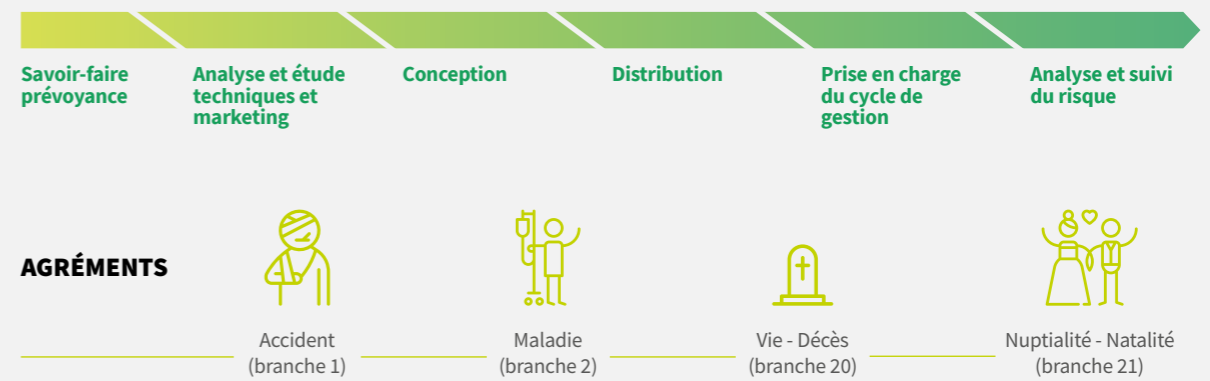 Savoir-faire
prévoyance
Analyse et étude
techniques et
marketing
Conception
Distribution
Prise en charge
du cycle de
gestion
Analyse et suivi
du risque
AGRÉMENTS
Accident
(branche 1)
Maladie
(branche 2)
Vie - Décès
(branche 20)
Nuptialité - Natalité
(branche 21)